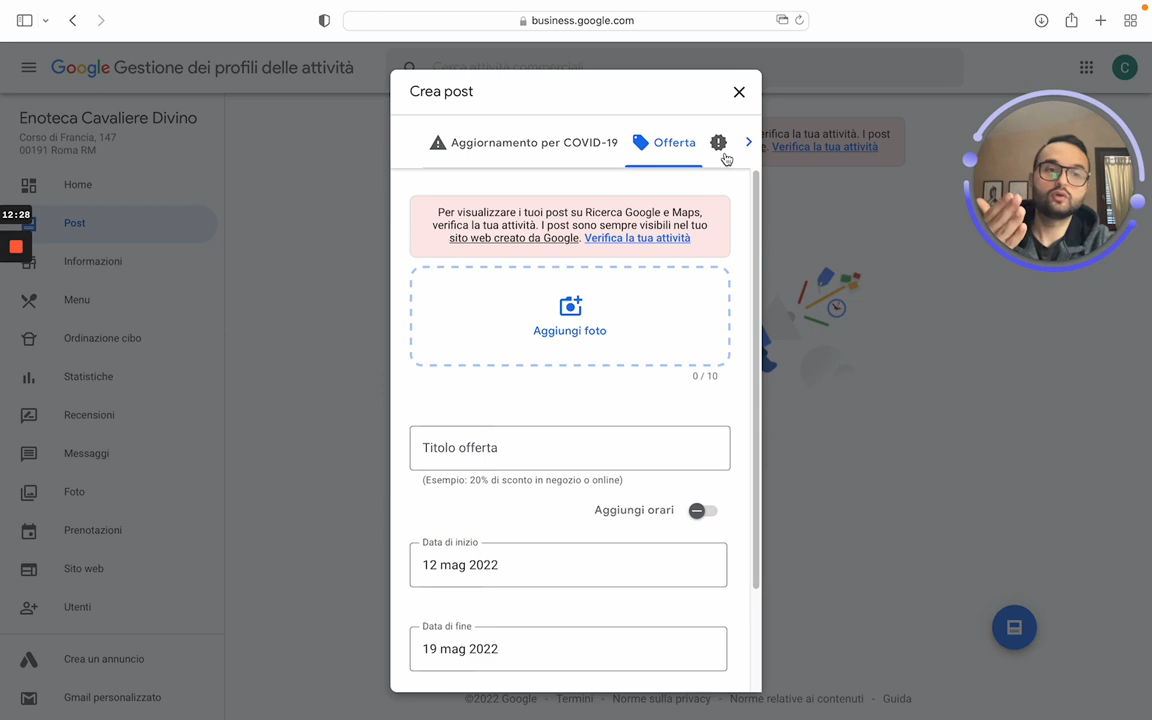 business.google.com
Google Gestione dei profili delle attività
Cerca attività commerciali
C
Enoteca Cavaliere Divino
Corso di Francia, 147
00191 Roma RM
12:28
Home
Post
Informazioni
Menu
Ordinazione cibo
Statistiche
Recensioni
Messaggi
Foto
Prenotazioni
Sito web
Utenti
Crea un annuncio
Gmail personalizzato
Crea post
Aggiornamento per COVID-19
Offerta
Per visualizzare i tuoi post su Ricerca Google e Maps,
verifica la tua attività. I post sono sempre visibili nel tuo
sito web creato da Google. Verifica la tua attività
Aggiungi foto
0 / 10
Titolo offerta
(Esempio: 20% di sconto in negozio o online)
Aggiungi orari
Data di inizio
12 mag 2022
Data di fine
19 mag 2022
erifica la tua attività. I post
e. Verifica la tua attività
©2022 Google - Termini - Norme sulla privacy - Norme relative ai contenuti - Guida